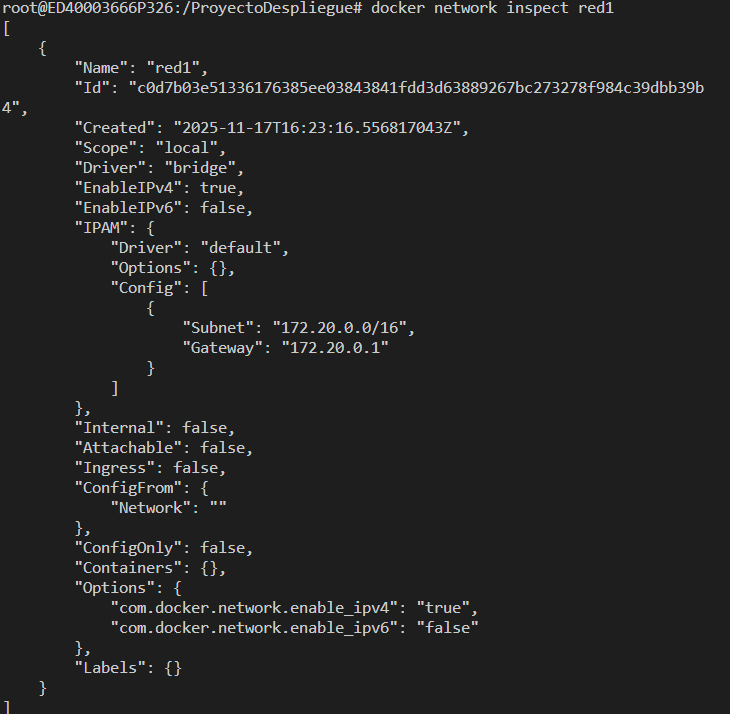 root@ED40003666P326:/ProyectoDespliegue# docker network inspect red1
[
    {
        "Name": "red1",
        "Id": "c0d7b03e51336176385ee03843841fdd3d63889267bc273278f984c39dbb39b
4",
        "Created": "2025-11-17T16:23:16.556817043Z",
        "Scope": "local",
        "Driver": "bridge",
        "EnableIPv4": true,
        "EnableIPv6": false,
        "IPAM": {
            "Driver": "default",
            "Options": {},
            "Config": [
                {
                    "Subnet": "172.20.0.0/16",
                    "Gateway": "172.20.0.1"
                }
            ]
        },
        "Internal": false,
        "Attachable": false,
        "Ingress": false,
        "ConfigFrom": {
            "Network": ""
        },
        "ConfigOnly": false,
        "Containers": {},
        "Options": {
            "com.docker.network.enable_ipv4": "true",
            "com.docker.network.enable_ipv6": "false"
        },
        "Labels": {}
    }
]